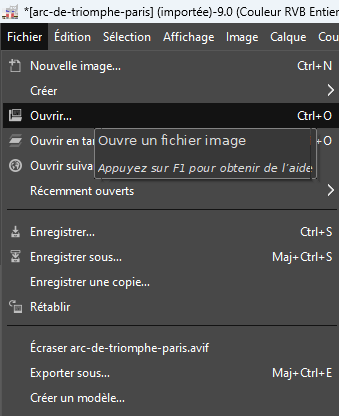 *[arc-de-triomphe-paris] (importée)-9.0 (Couleur RVB Entier
Fichier Édition Sélection Affichage Image Calque Cou
Nouvelle image... Ctrl+N
Créer
Ouvrir... Ctrl+O
Ouvrir en ta +O
Ouvre un fichier image
Ouvrir suiva
Appuyez sur F1 pour obtenir de l'aide
Récemment ouverts
Enregistrer... Ctrl+S
Enregistrer sous... Maj+Ctrl+S
Enregistrer une copie...
Rétablir
Écraser arc-de-triomphe-paris.avif
Exporter sous... Maj+Ctrl+E
Créer un modèle...